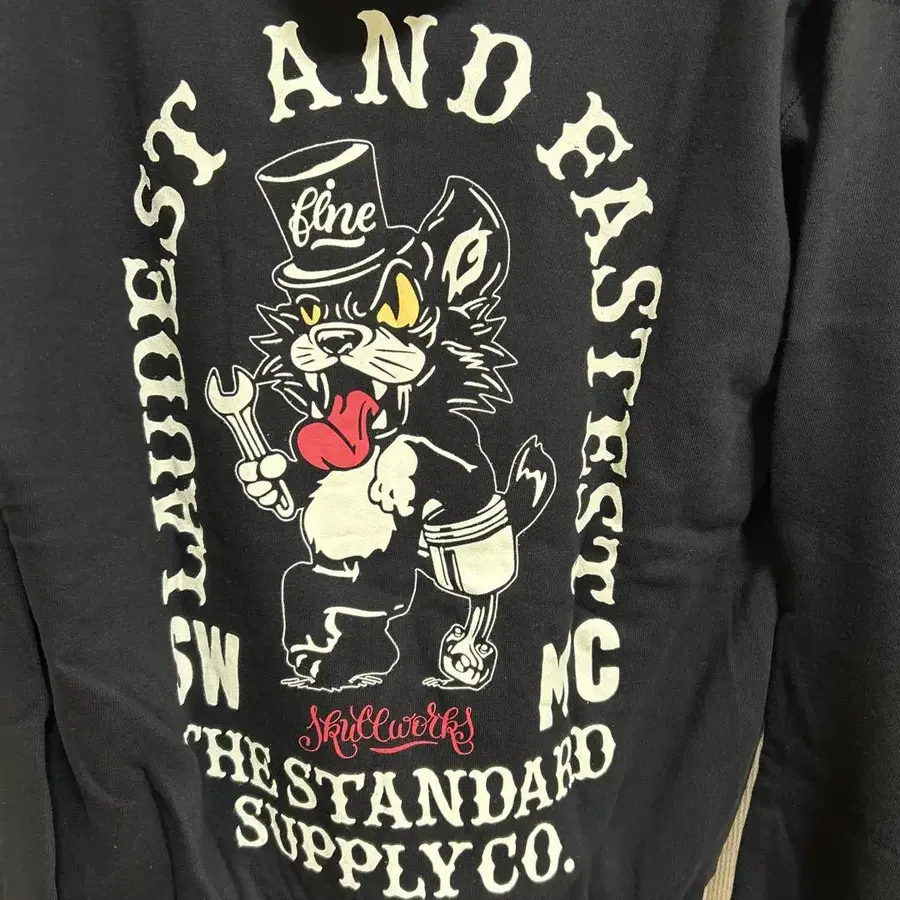 LAUDEST AND FASTEST
fine
SW
MC
Skullworks
THE STANDARD
SUPPLY CO.